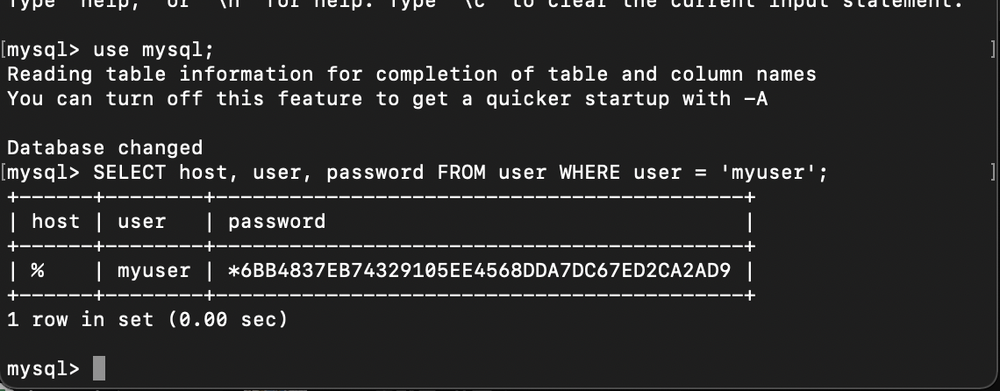 Type 'help;' or '\h' for help. Type '\c' to clear the current input statement.
[mysql> use mysql; ]
Reading table information for completion of table and column names
You can turn off this feature to get a quicker startup with -A
Database changed
[mysql> SELECT host, user, password FROM user WHERE user = 'myuser'; ]
+------+--------+-------------------------------------------+
| host | user   | password                                  |
+------+--------+-------------------------------------------+
| %    | myuser | *6BB4837EB74329105EE4568DDA7DC67ED2CA2AD9 |
+------+--------+-------------------------------------------+
1 row in set (0.00 sec)
mysql>